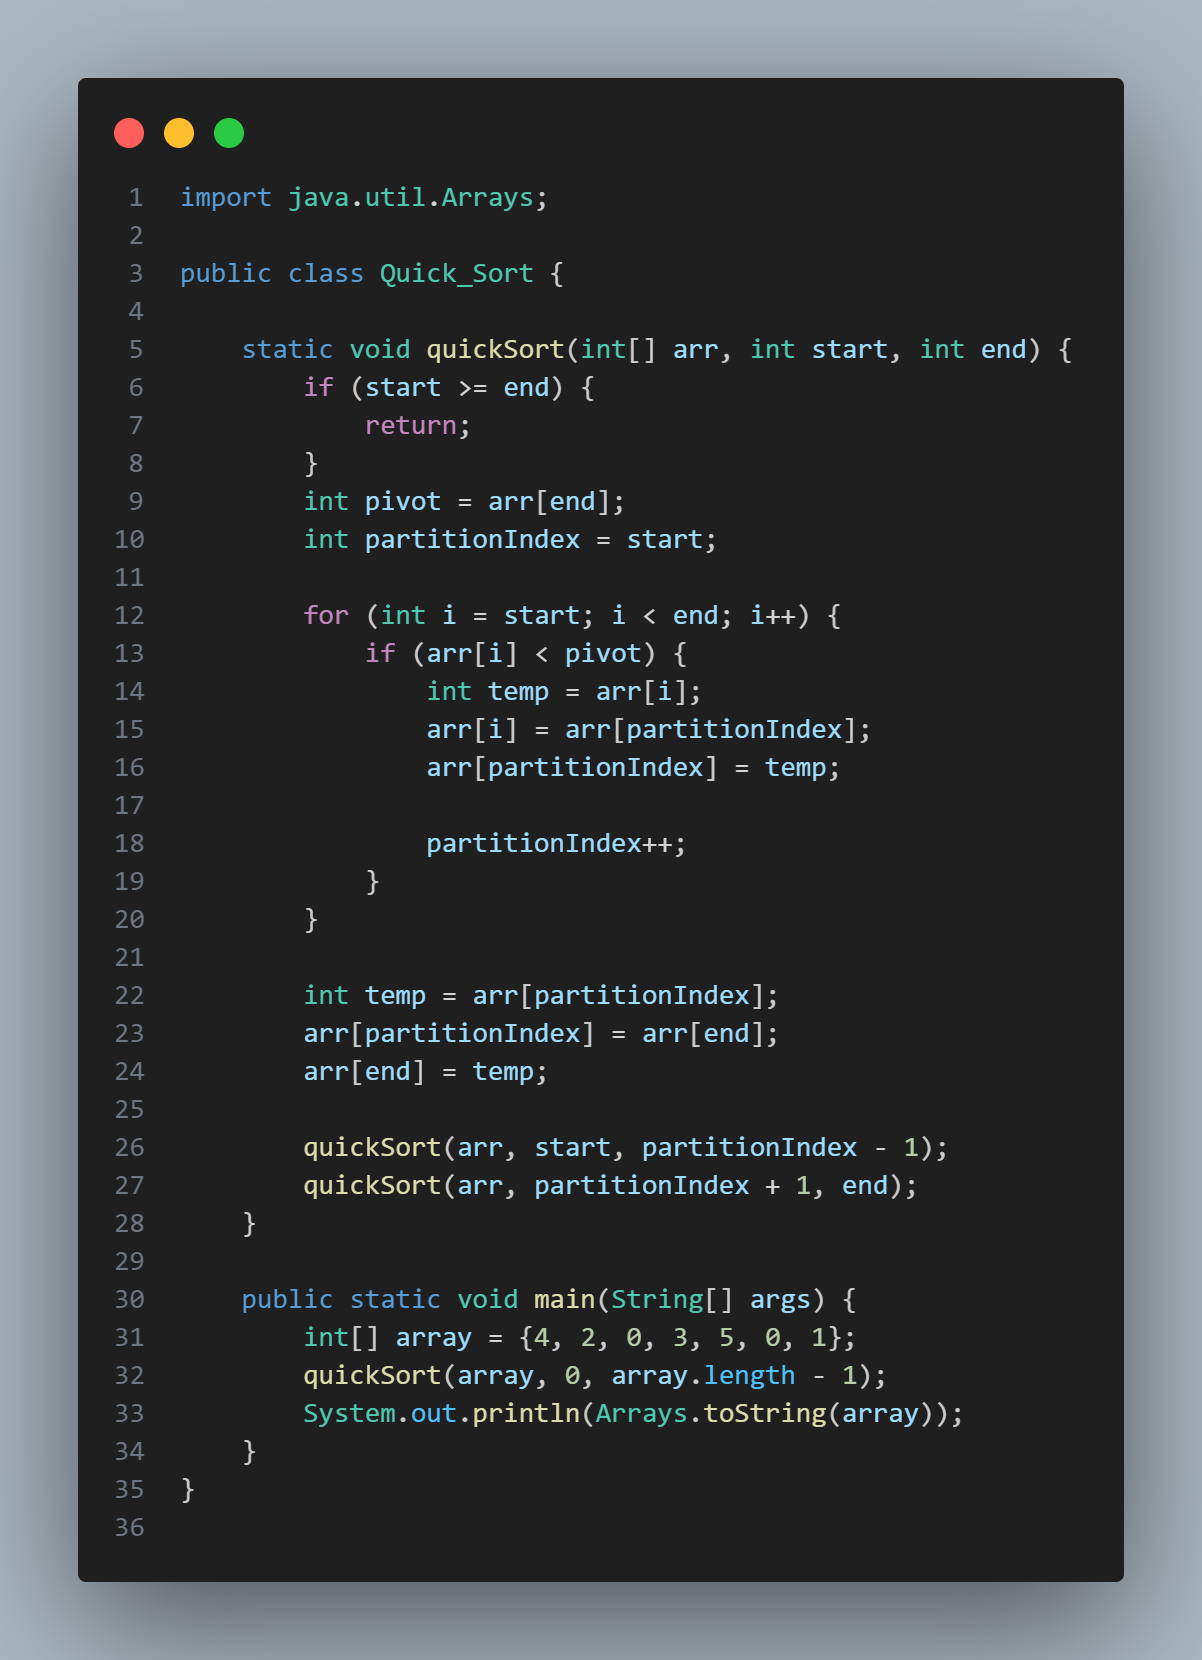 1 import java.util.Arrays;
2
3 public class Quick_Sort {
4
5     static void quickSort(int[] arr, int start, int end) {
6         if (start >= end) {
7             return;
8         }
9         int pivot = arr[end];
10         int partitionIndex = start;
11
12         for (int i = start; i < end; i++) {
13             if (arr[i] < pivot) {
14                 int temp = arr[i];
15                 arr[i] = arr[partitionIndex];
16                 arr[partitionIndex] = temp;
17
18                 partitionIndex++;
19             }
20         }
21
22         int temp = arr[partitionIndex];
23         arr[partitionIndex] = arr[end];
24         arr[end] = temp;
25
26         quickSort(arr, start, partitionIndex - 1);
27         quickSort(arr, partitionIndex + 1, end);
28     }
29
30     public static void main(String[] args) {
31         int[] array = {4, 2, 0, 3, 5, 0, 1};
32         quickSort(array, 0, array.length - 1);
33         System.out.println(Arrays.toString(array));
34     }
35 }
36